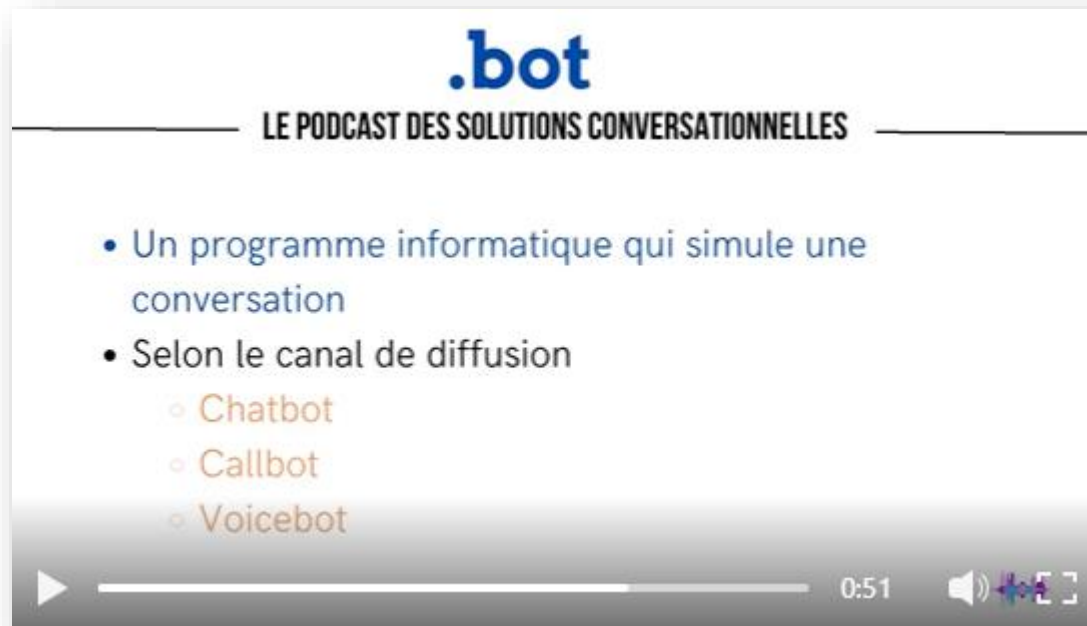 .bot
LE PODCAST DES SOLUTIONS CONVERSATIONNELLES
• Un programme informatique qui simule une
conversation
• Selon le canal de diffusion
◦ Chatbot
◦ Callbot
◦ Voicebot
0:51